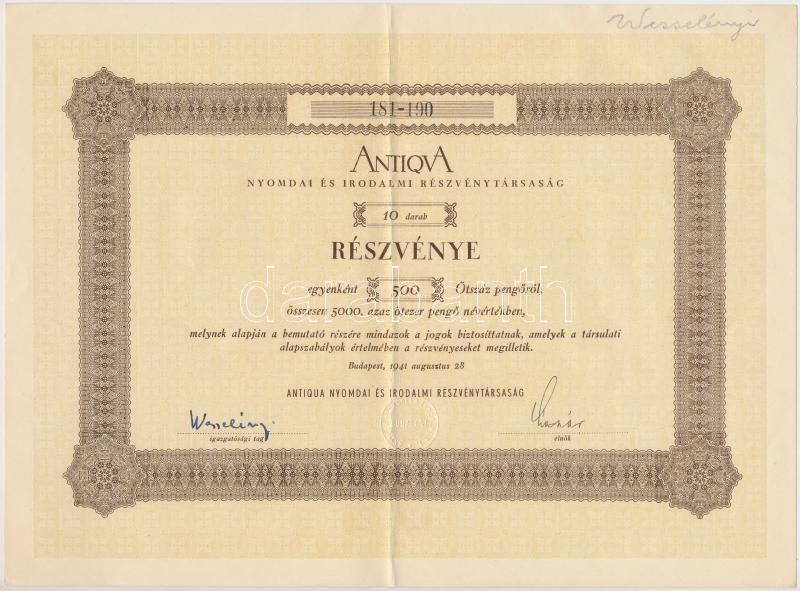 Wesselényi
181-190
ANTIQVA
NYOMDAI ÉS IRODALMI RÉSZVÉNYTÁRSASÁG
10 darab
RÉSZVÉNYE
egyenként 500 Ötszáz pengőről,
összesen 5000, azaz ötezer pengő névértékben,
melynek alapján a bemutató részére mindazok a jogok biztosíttatnak, amelyek a társulati
alapszabályok értelmében a részvényeseket megilletik.
Budapest, 1941 augusztus 28
ANTIQUA NYOMDAI ÉS IRODALMI RÉSZVÉNYTÁRSASÁG
igazgatósági tag
elnök
darabanth